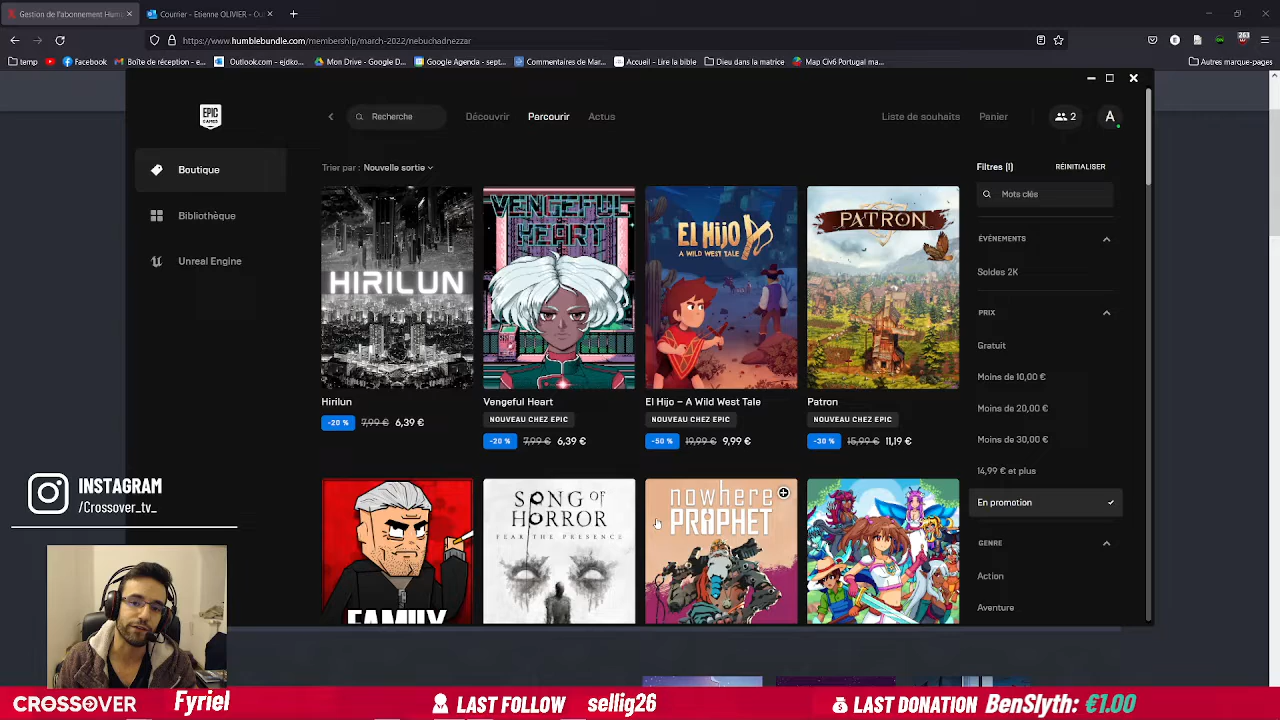 Gestion de l'abonnement Hum
Courrier - Etienne OLIVIER - Ou
https://www.humblebundle.com/membership/march-2022/nebuchadnezzar
263
temp
Facebook
Boîte de réception - e...
Outlook.com - ejdko...
Mon Drive - Google D...
Google Agenda - sept...
Commentaires de Mar...
Accueil - Lire la bible
Dieu dans la matrice
Map Civ6 Portugal ma...
Autres marque-pages
EPIC
GAMES
Recherche
Découvrir
Parcourir
Actus
Liste de souhaits
Panier
2
A
Boutique
Bibliothèque
Unreal Engine
Trier par : Nouvelle sortie
Filtres (1)
RÉINITIALISER
Mots clés
ÉVÉNEMENTS
Soldes 2K
PRIX
Gratuit
Moins de 10,00 €
Moins de 20,00 €
Moins de 30,00 €
14,99 € et plus
En promotion
GENRE
Action
Aventure
HIRILUN
VENGEFUL
HEART
EL HIJO
A WILD WEST TALE
PATRON
Hirilun
-20 % 7,99 € 6,39 €
Vengeful Heart
NOUVEAU CHEZ EPIC
-20 % 7,99 € 6,39 €
El Hijo – A Wild West Tale
NOUVEAU CHEZ EPIC
-50 % 19,99 € 9,99 €
Patron
NOUVEAU CHEZ EPIC
-30 % 15,99 € 11,19 €
FAMILY
SONG OF
HORROR
FEAR THE PRESENCE
nowhere
PROPHET
INSTAGRAM
/Crossover_tv_
CROSSOVER
Fyriel
LAST FOLLOW sellig26
LAST DONATION BenSlyth: €1.00